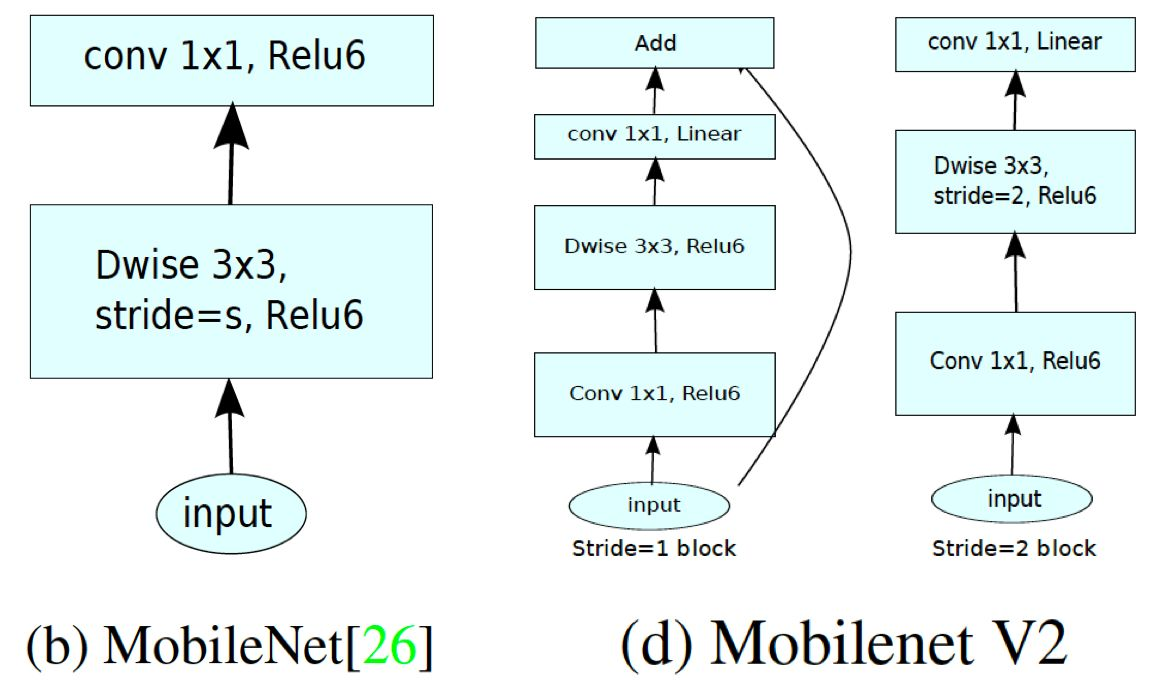 conv 1x1, Relu6
Dwise 3x3,
stride=s, Relu6
input
(b) MobileNet[26]
Add
conv 1x1, Linear
Dwise 3x3, Relu6
Conv 1x1, Relu6
input
Stride=1 block
conv 1x1, Linear
Dwise 3x3,
stride=2, Relu6
Conv 1x1, Relu6
input
Stride=2 block
(d) Mobilenet V2